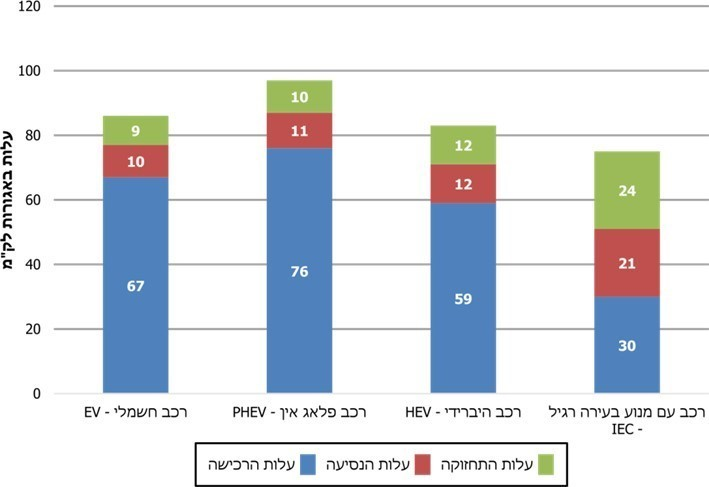 120
100
80
60
40
20
0
עלות באגורות לק"מ
9
10
67
10
11
76
12
12
59
24
21
30
רכב חשמלי - EV
רכב פלאג אין - PHEV
רכב היברידי - HEV
רכב עם מנוע בעירה רגיל
- IEC
עלות הרכישה
עלות הנסיעה
עלות התחזוקה